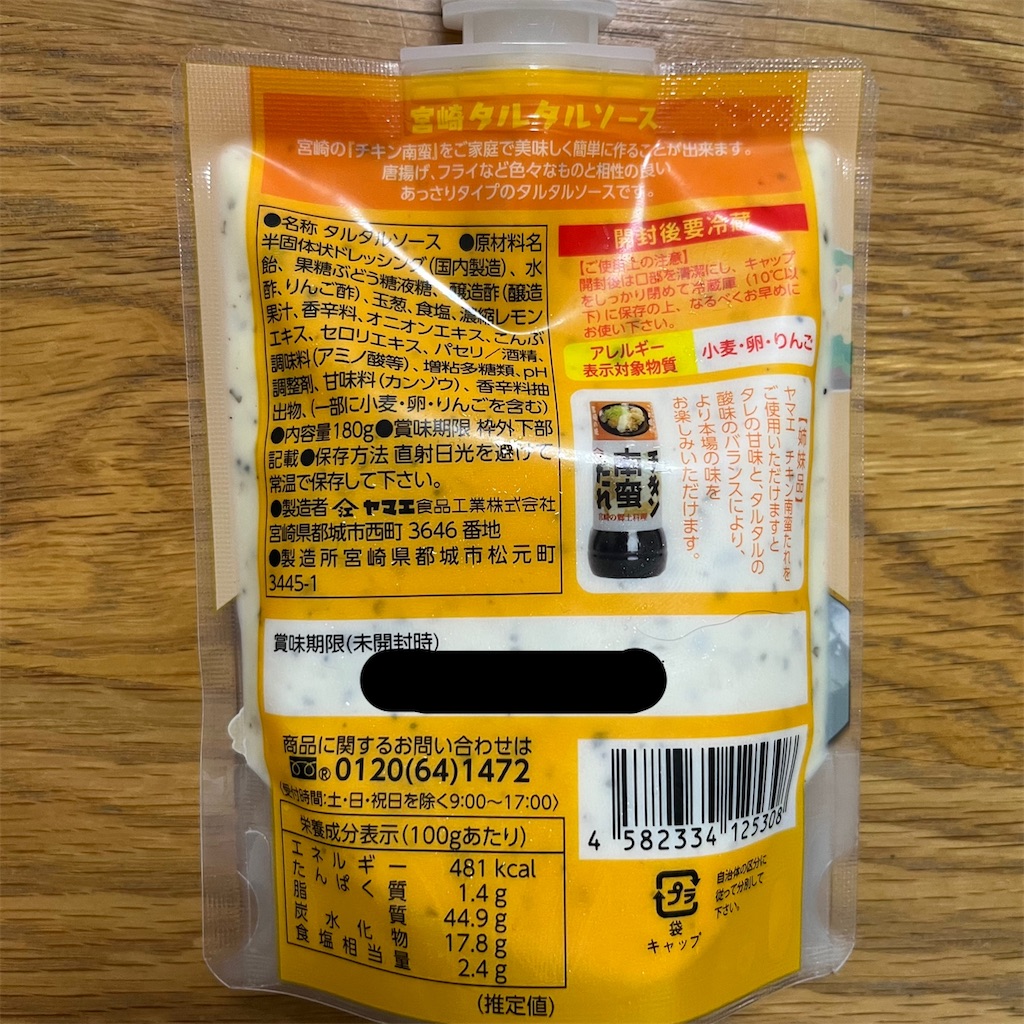 宮崎タルタルソース
宮崎の『チキン南蛮』をご家庭で美味しく簡単に作ることが出来ます。
唐揚げ、フライなど色々なものと相性の良い
あっさりタイプのタルタルソースです。
●名称 タルタルソース ●原材料名
半固体状ドレッシング(国内製造)、水
飴、果糖ぶどう糖液糖、醸造酢(醸造
酢、りんご酢)、玉葱、食塩、濃縮レモン
果汁、香辛料、オニオンエキス、こんぶ
エキス、セロリエキス、パセリ／酒精、
調味料(アミノ酸等)、増粘多糖類、pH
調整剤、甘味料(カンゾウ)、香辛料抽
出物、(一部に小麦・卵・りんごを含む)
●内容量180g●賞味期限 枠外下部
記載●保存方法 直射日光を避けて
常温で保存して下さい。
●製造者 ヤマエ食品工業株式会社
宮崎県都城市西町 3646 番地
●製造所宮崎県都城市松元町
3445-1
開封後要冷蔵
【ご使用上の注意】
開封後は口部を清潔にし、キャップ
をしっかり閉めて冷蔵庫(10℃以
下)に保存の上、なるべくお早めに
お使い下さい。
アレルギー
表示対象物質
小麦・卵・りんご
【姉妹品】
ヤマエ チキン南蛮たれを
ご使用いただけますと
タレの甘味と、タルタルの
酸味のバランスにより、
より本場の味を
お楽しみいただけます。
チキン
南蛮
たれ
宮崎の郷土料理
賞味期限(未開封時)
商品に関するお問い合わせは
® 0120(64)1472
〈受付時間:土・日・祝日を除く9:00〜17:00〉
栄養成分表示(100gあたり)
エネルギー 481 kcal
たんぱく質 1.4 g
脂質 44.9 g
炭水化物 17.8 g
食塩相当量 2.4 g
(推定値)
4 582334 125308
プラ
袋
キャップ
自治体の区分に
従って分別して
下さい。